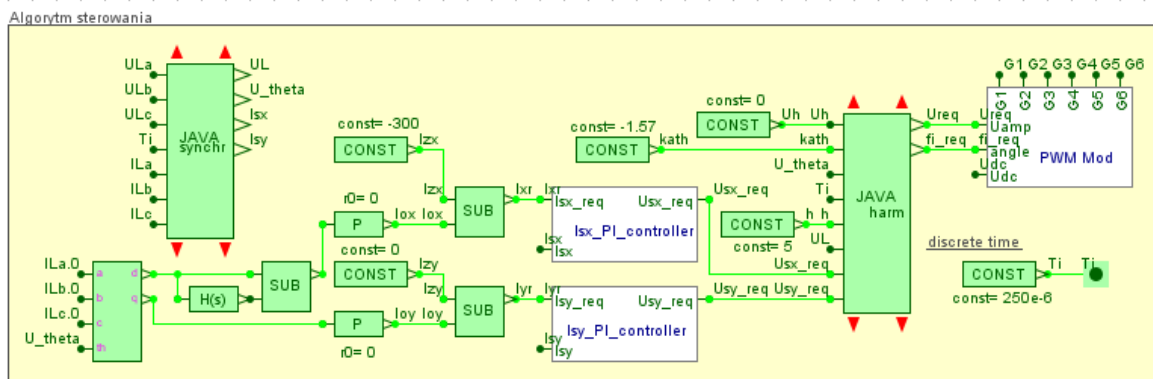 Algorytm sterowania
ULa
ULb
ULc
Ti
ILa
ILb
ILc
JAVA
synchr
UL
U_theta
Isx
Isy
const= -300
CONST
Izx
Izx
r0= 0
P
Iox Iox
SUB
Ixr Ixr
const= 0
CONST
Izy
Izy
P
r0= 0
Ioy Ioy
SUB
Iyr Iyr
ILa.0
ILb.0
ILc.0
U_theta
a
b
c
th
d
q
H(s)
SUB
Isx_req
Usx_req
Isx_PI_controller
Isx
Isx
Isy_req
Usy_req
Isy_PI_controller
Isy
Isy
const= -1.57
CONST
kath
const= 0
CONST
Uh Uh
kath
U_theta
Ti
CONST
h h
const= 5
UL
Usx_req
Usx_req
Usy_req Usy_req
JAVA
harm
Ureq Ureq
Uamp
fi_req fi_req
angle
Udc
Udc
PWM Mod
G1 G2 G3 G4 G5 G6
G1 G2 G3 G4 G5 G6
discrete time
CONST
Ti Ti
const= 250e-6